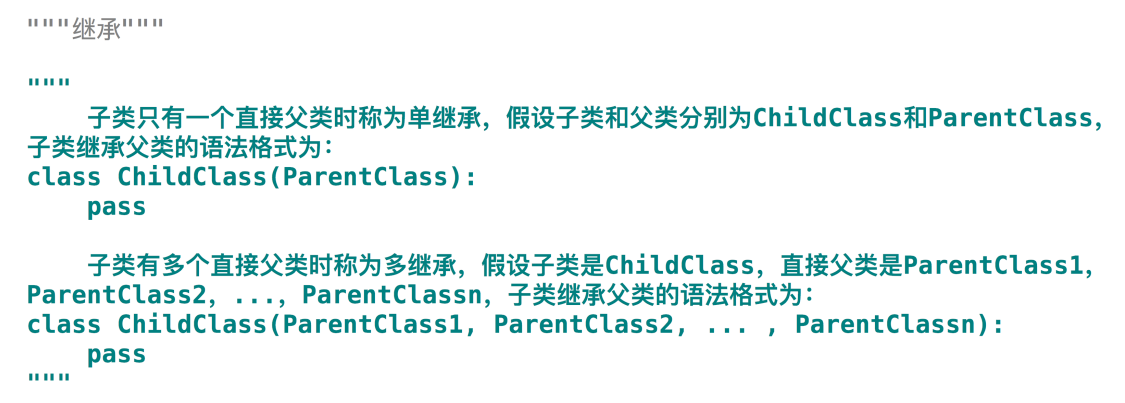 """继承"""
"""
    子类只有一个直接父类时称为单继承，假设子类和父类分别为ChildClass和ParentClass，
子类继承父类的语法格式为：
class ChildClass(ParentClass):
    pass
    子类有多个直接父类时称为多继承，假设子类是ChildClass，直接父类是ParentClass1，
ParentClass2，...，ParentClassn，子类继承父类的语法格式为：
class ChildClass(ParentClass1, ParentClass2, ... , ParentClassn):
    pass
"""